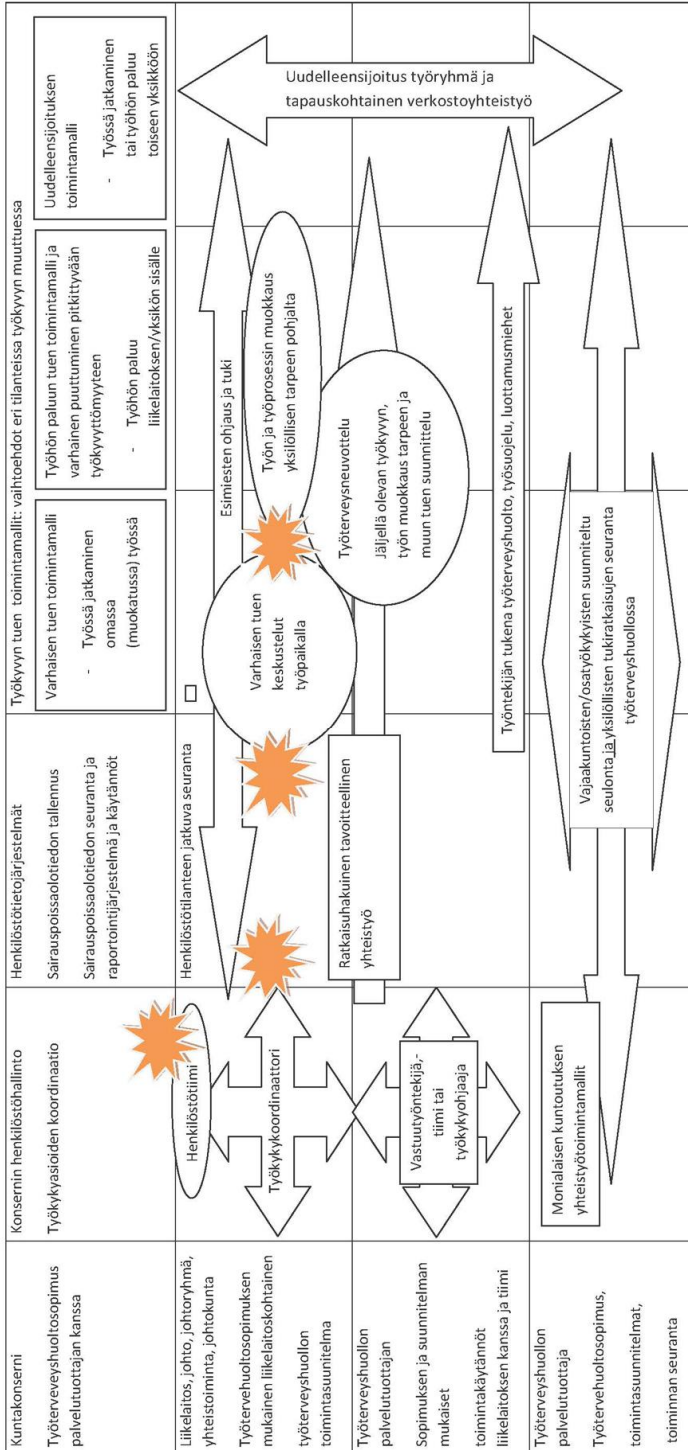 Kuntakonserni
Työterveyshuoltosopimus
palvelutuottajan kanssa
Konsernin henkilöstöhallinto
Työkykyasioiden koordinaatio
Henkilöstötietojärjestelmät
Sairauspoissaolotiedon tallennus
Sairauspoissaolotiedon seuranta ja
raportointijärjestelmä ja käytännöt
Työkyvyn tuen toimintamallit: vaihtoehdot eri tilanteissa työkyvyn muuttuessa
Varhaisen tuen toimintamalli
- Työssä jatkaminen
omassa
(muokatussa) työssä
Työhön paluun tuen toimintamalli ja
varhainen puuttuminen pitkittyvään
työkyvyttömyyteen
- Työhön paluu
liikelaitoksen/yksikön sisälle
Uudelleensijoituksen
toimintamalli
- Työssä jatkaminen
tai työhön paluu
toiseen yksikköön
Liikelaitos, johto, johtoryhmä,
yhteistoiminta, johtokunta
Työtervehuoltosopimuksen
mukainen liikelaitoskohtainen
työterveyshuollon
toimintasuunitelma
Henkilöstötiimi
Työkykykoordinaattori
Henkilöstötilanteen jatkuva seuranta
Varhaisen tuen
keskustelut
työpaikalla
Esimiesten ohjaus ja tuki
Työn ja työprosessin muokkaus
yksilöllisen tarpeen pohjalta
Uudelleensijoitus työryhmä ja
tapauskohtainen verkostoyhteistyö
Työterveyshuollon
palvelutuottajan
Sopimuksen ja suunnitelman
mukaiset
toimintakäytännöt
liikelaitoksen kanssa ja tiimi
Vastuutyöntekijä,-
tiimi tai
työkykyohjaaja
Ratkaisuhakuinen tavoitteellinen
yhteistyö
Työterveysneuvottelu
Jäljellä olevan työkyvyn,
työn muokkaus tarpeen ja
muun tuen suunnittelu
Työntekijän tukena työterveyshuolto, työsuojelu, luottamusmiehet
Työterveyshuollon
palvelutuottaja
Työtervehuoltosopimus,
toimintasuunnitelmat,
toiminnan seuranta
Monialaisen kuntoutuksen
yhteistyötoimintamallit
Vajaakuntoisten/osatyökykyisten suunniteltu
seulonta ja yksilöllisten tukiratkaisujen seuranta
työterveyshuollossa